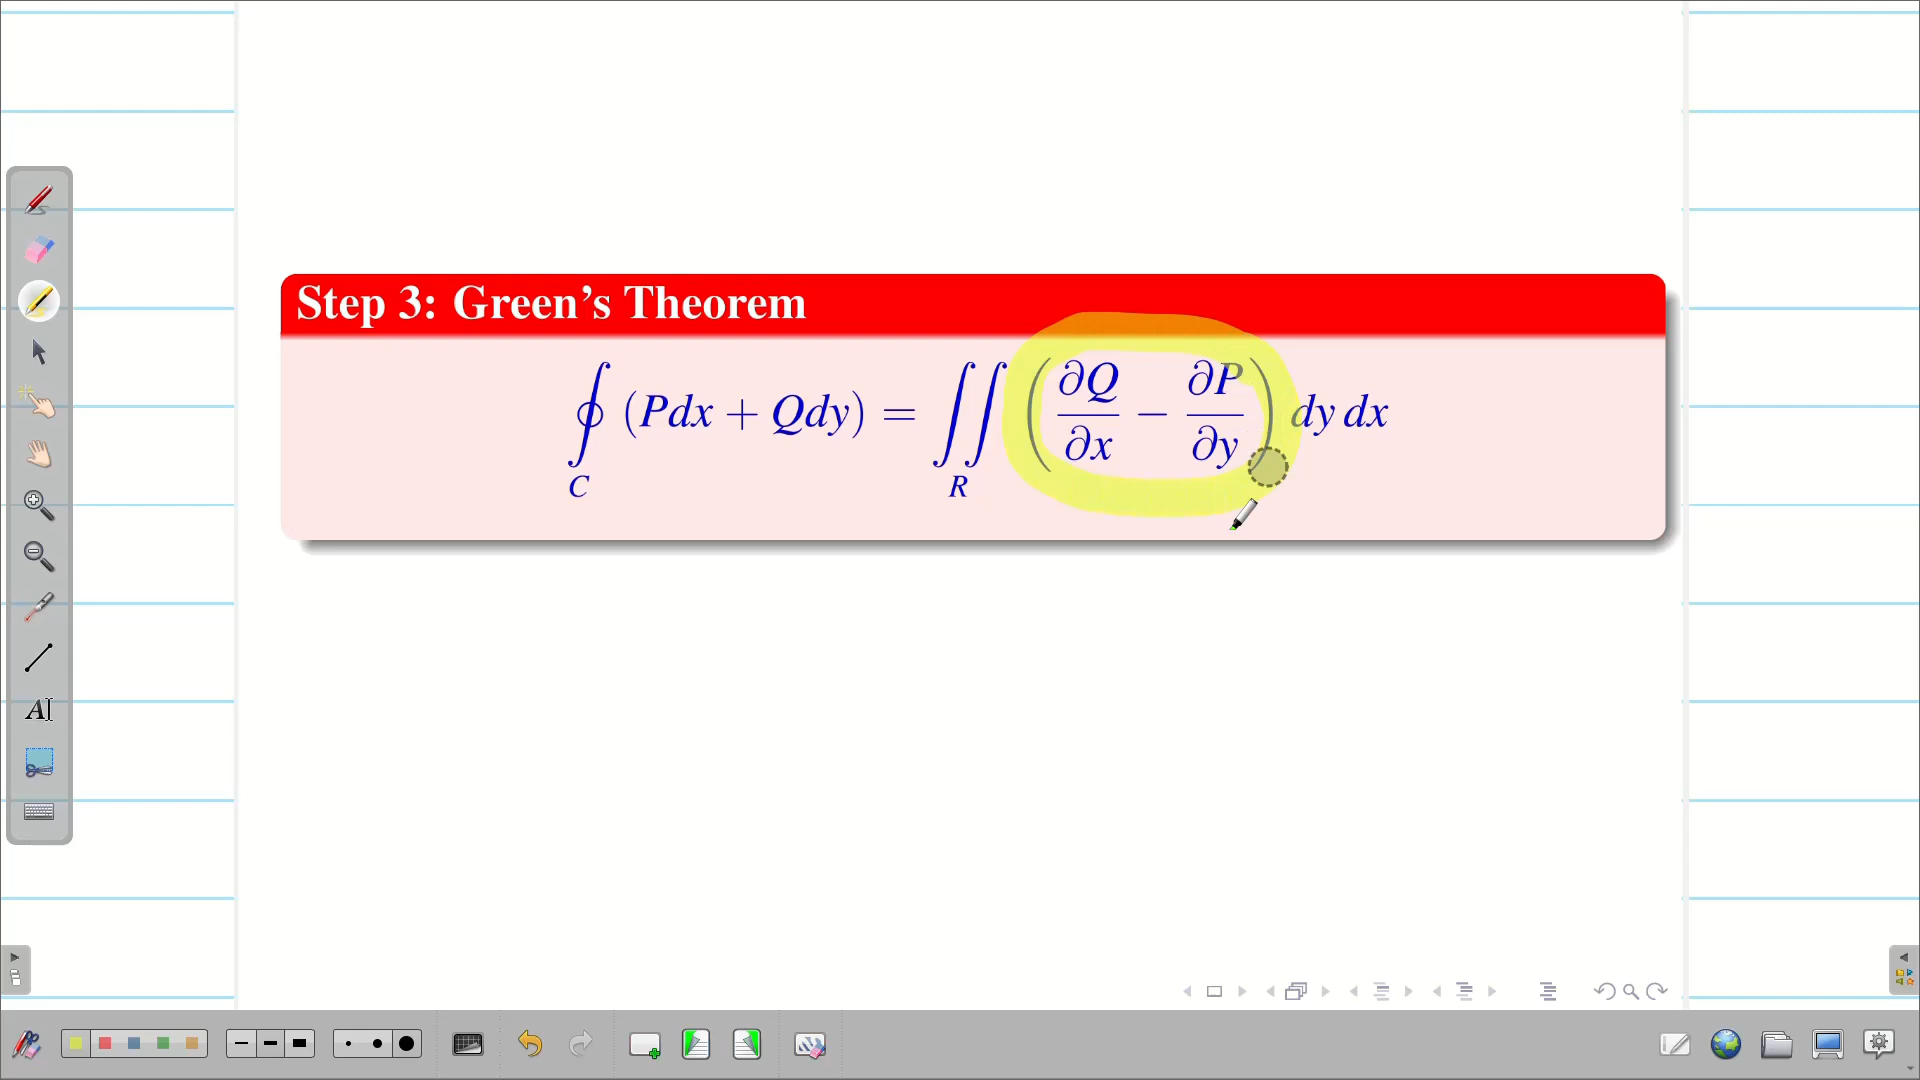 Step 3: Green's Theorem
∮_C (Pdx + Qdy) = ∬_R (∂Q/∂x − ∂P/∂y) dy dx